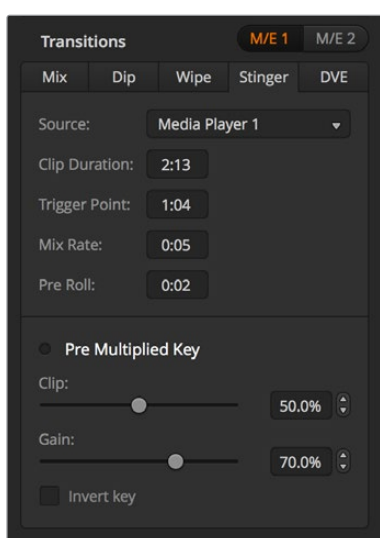 Transitions M/E 1 M/E 2
Mix Dip Wipe Stinger DVE
Source: Media Player 1
Clip Duration: 2:13
Trigger Point: 1:04
Mix Rate: 0:05
Pre Roll: 0:02
Pre Multiplied Key
Clip:
50.0%
Gain:
70.0%
Invert key